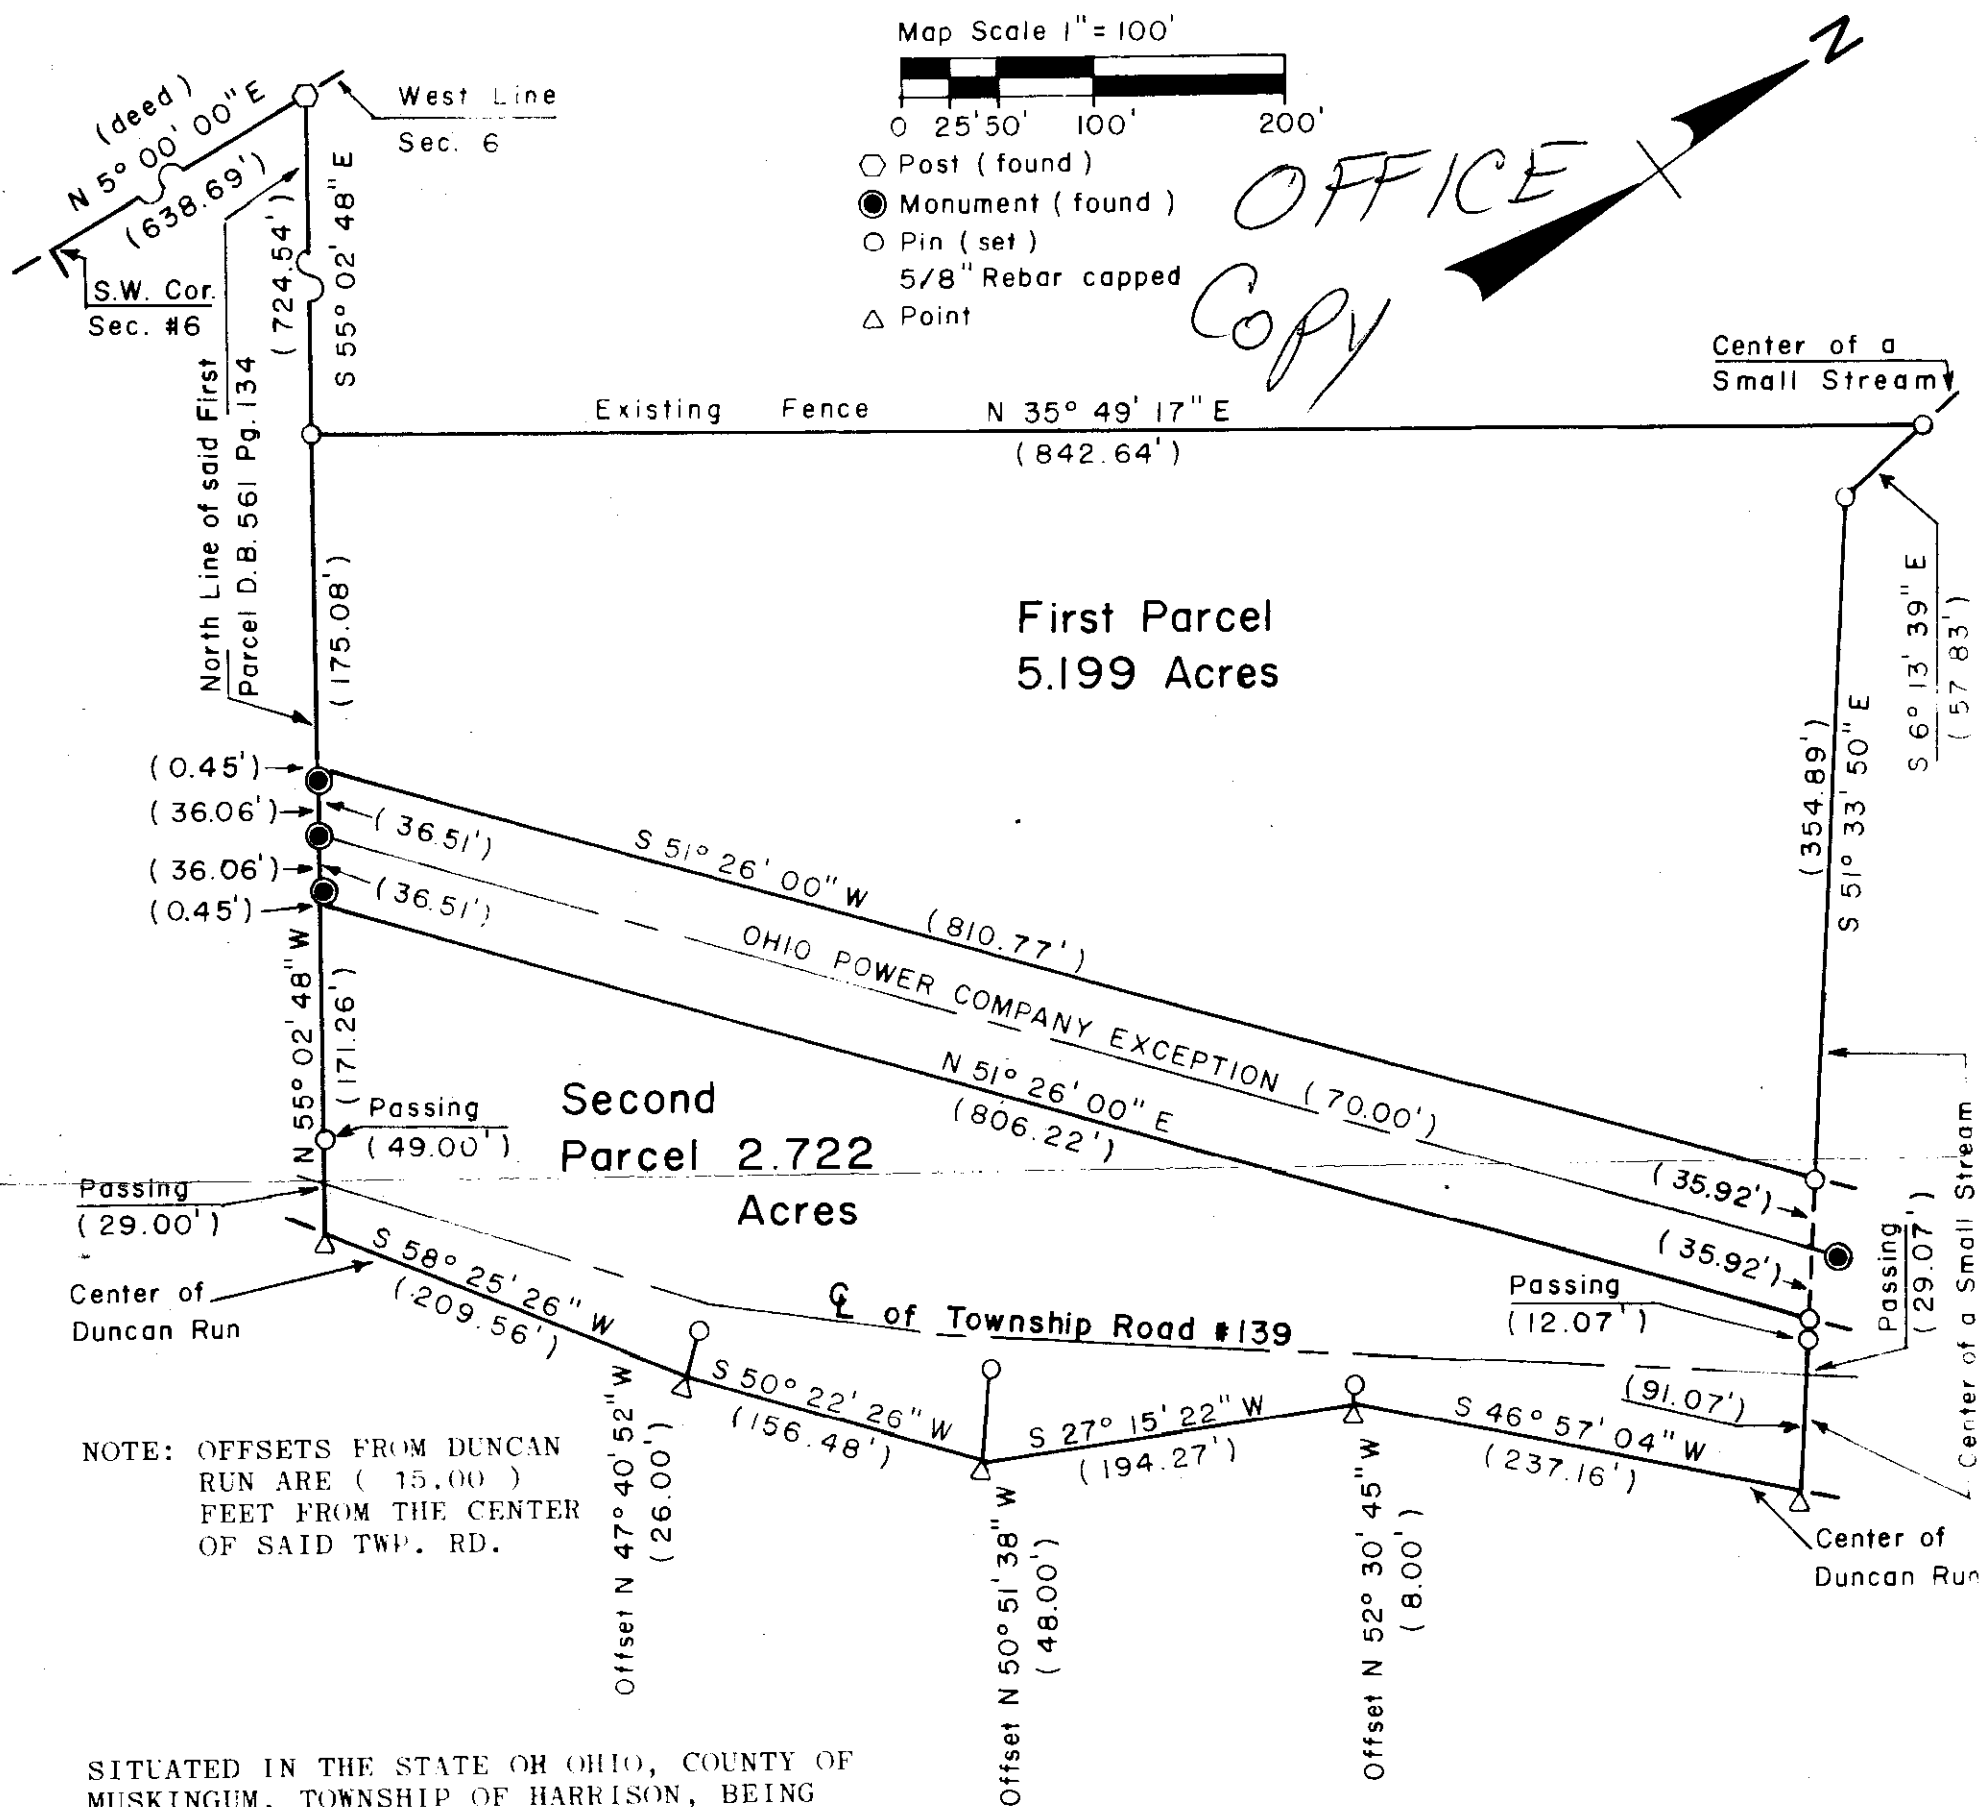 Map Scale 1" = 100'
0 25' 50' 100' 200'
Post ( found )
Monument ( found )
Pin ( set )
5/8" Rebar capped
Point
OFFICE
Copy
N
(deed)
N 5° 00' 00" E
(638.69')
West Line
Sec. 6
S.W. Cor.
Sec. #6
(724.54')
S 55° 02' 48" E
North Line of said First
Parcel D.B. 561 Pg. 134
Existing Fence N 35° 49' 17" E
(842.64')
Center of a
Small Stream
S 6° 13' 39" E
(57 83')
(175.08')
First Parcel
5.199 Acres
(354.89')
S 51° 33' 50" E
(0.45')
(36.06')
(36.51')
(36.06')
(36.51')
(0.45')
S 51° 26' 00" W (810.77')
OHIO POWER COMPANY EXCEPTION (70.00')
N 51° 26' 00" E
(806.22')
N 55° 02' 48" W
(171.26')
Passing
(49.00')
Passing
(29.00')
Second
Parcel 2.722
Acres
(35.92')
(35.92')
Passing
(12.07')
Passing
(29.07')
Center of a Small Stream
Center of
Duncan Run
S 58° 25' 26" W
(209.56')
℄ of Township Road #139
S 50° 22' 26" W
(156.48')
S 27° 15' 22" W
(194.27')
S 46° 57' 04" W
(237.16')
(91.07')
Center of
Duncan Run
Offset N 47° 40' 52" W
(26.00')
Offset N 50° 51' 38" W
(48.00')
Offset N 52° 30' 45" W
(8.00')
NOTE: OFFSETS FROM DUNCAN
RUN ARE ( 15.00 )
FEET FROM THE CENTER
OF SAID TWP. RD.
SITUATED IN THE STATE OH OHIO, COUNTY OF
MUSKINGUM, TOWNSHIP OF HARRISON, BEING